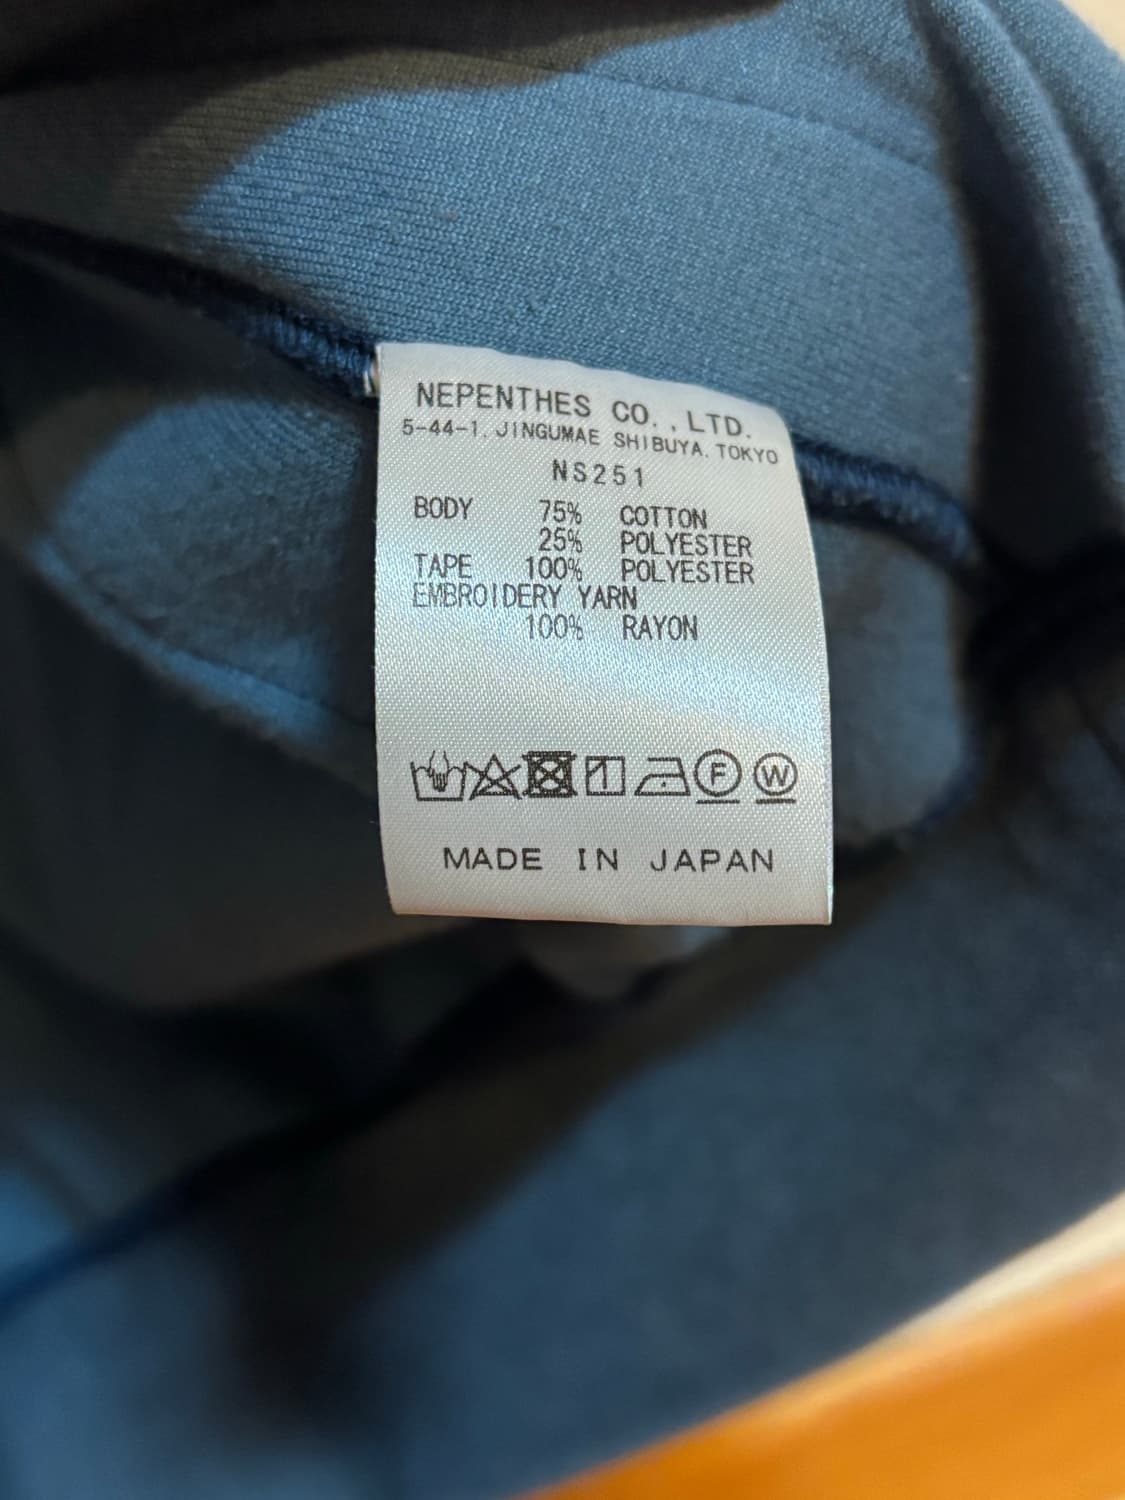 NEPENTHES CO., LTD.
5-44-1, JINGUMAE SHIBUYA, TOKYO
NS251
BODY 75% COTTON
25% POLYESTER
TAPE 100% POLYESTER
EMBROIDERY YARN
100% RAYON
F W
MADE IN JAPAN